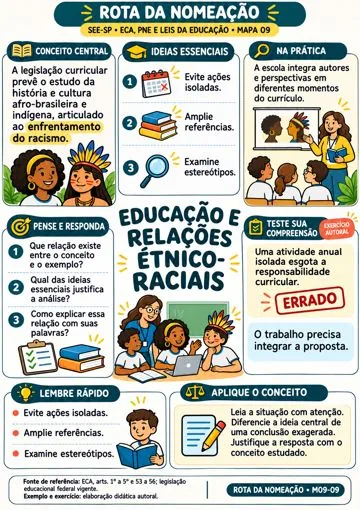 ROTA DA NOMEAÇÃO
SEE-SP • ECA, PNE E LEIS DA EDUCAÇÃO • MAPA 09
CONCEITO CENTRAL
A legislação curricular
prevê o estudo da
história e cultura
afro-brasileira e
indígena, articulado
ao enfrentamento
do racismo.
IDEIAS ESSENCIAIS
1
Evite ações
isoladas.
2
Amplie
referências.
3
Examine
estereótipos.
NA PRÁTICA
A escola integra autores
e perspectivas em
diferentes momentos
do currículo.
PENSE E RESPONDA
1
Que relação existe
entre o conceito
e o exemplo?
2
Qual das ideias
essenciais justifica
a análise?
3
Como explicar essa
relação com suas
palavras?
EDUCAÇÃO E
RELAÇÕES
ÉTNICO-
RACIAIS
TESTE SUA
COMPREENSÃO
EXERCÍCIO
AUTORAL
Uma atividade anual
isolada esgota a
responsabilidade
curricular.
ERRADO
O trabalho precisa
integrar a proposta.
LEMBRE RÁPIDO
Evite ações isoladas.
Amplie referências.
Examine estereótipos.
APLIQUE O CONCEITO
Leia a situação com atenção.
Diferencie a ideia central de
uma conclusão exagerada.
Justifique a resposta com o
conceito estudado.
Fonte de referência: ECA, arts. 1º a 5º e 53 a 56; legislação
educacional federal vigente.
Exemplo e exercício: elaboração didática autoral.
ROTA DA NOMEAÇÃO • M09-09